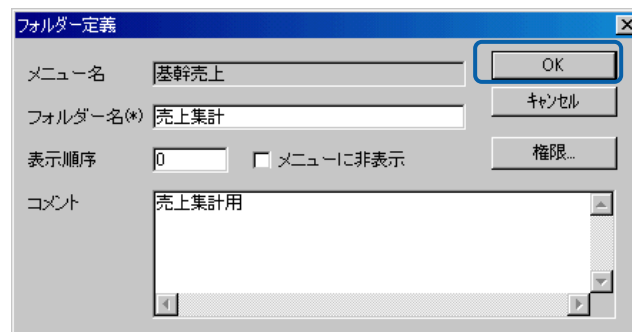 フォルダー定義
メニュー名 基幹売上 OK
フォルダー名(*) 売上集計 キャンセル
表示順序 0 メニューに非表示 権限...
コメント 売上集計用